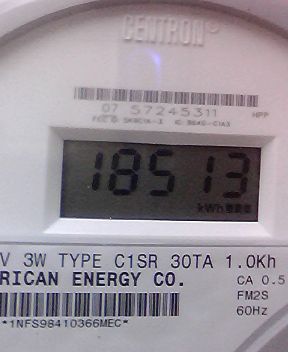 CENTRON®
07 57245311 HPP
18513
kWh
V 3W TYPE C1SR 30TA 1.0Kh
RICAN ENERGY CO. CA 0.5
FM2S
60Hz
*1NFS98410366MEC*